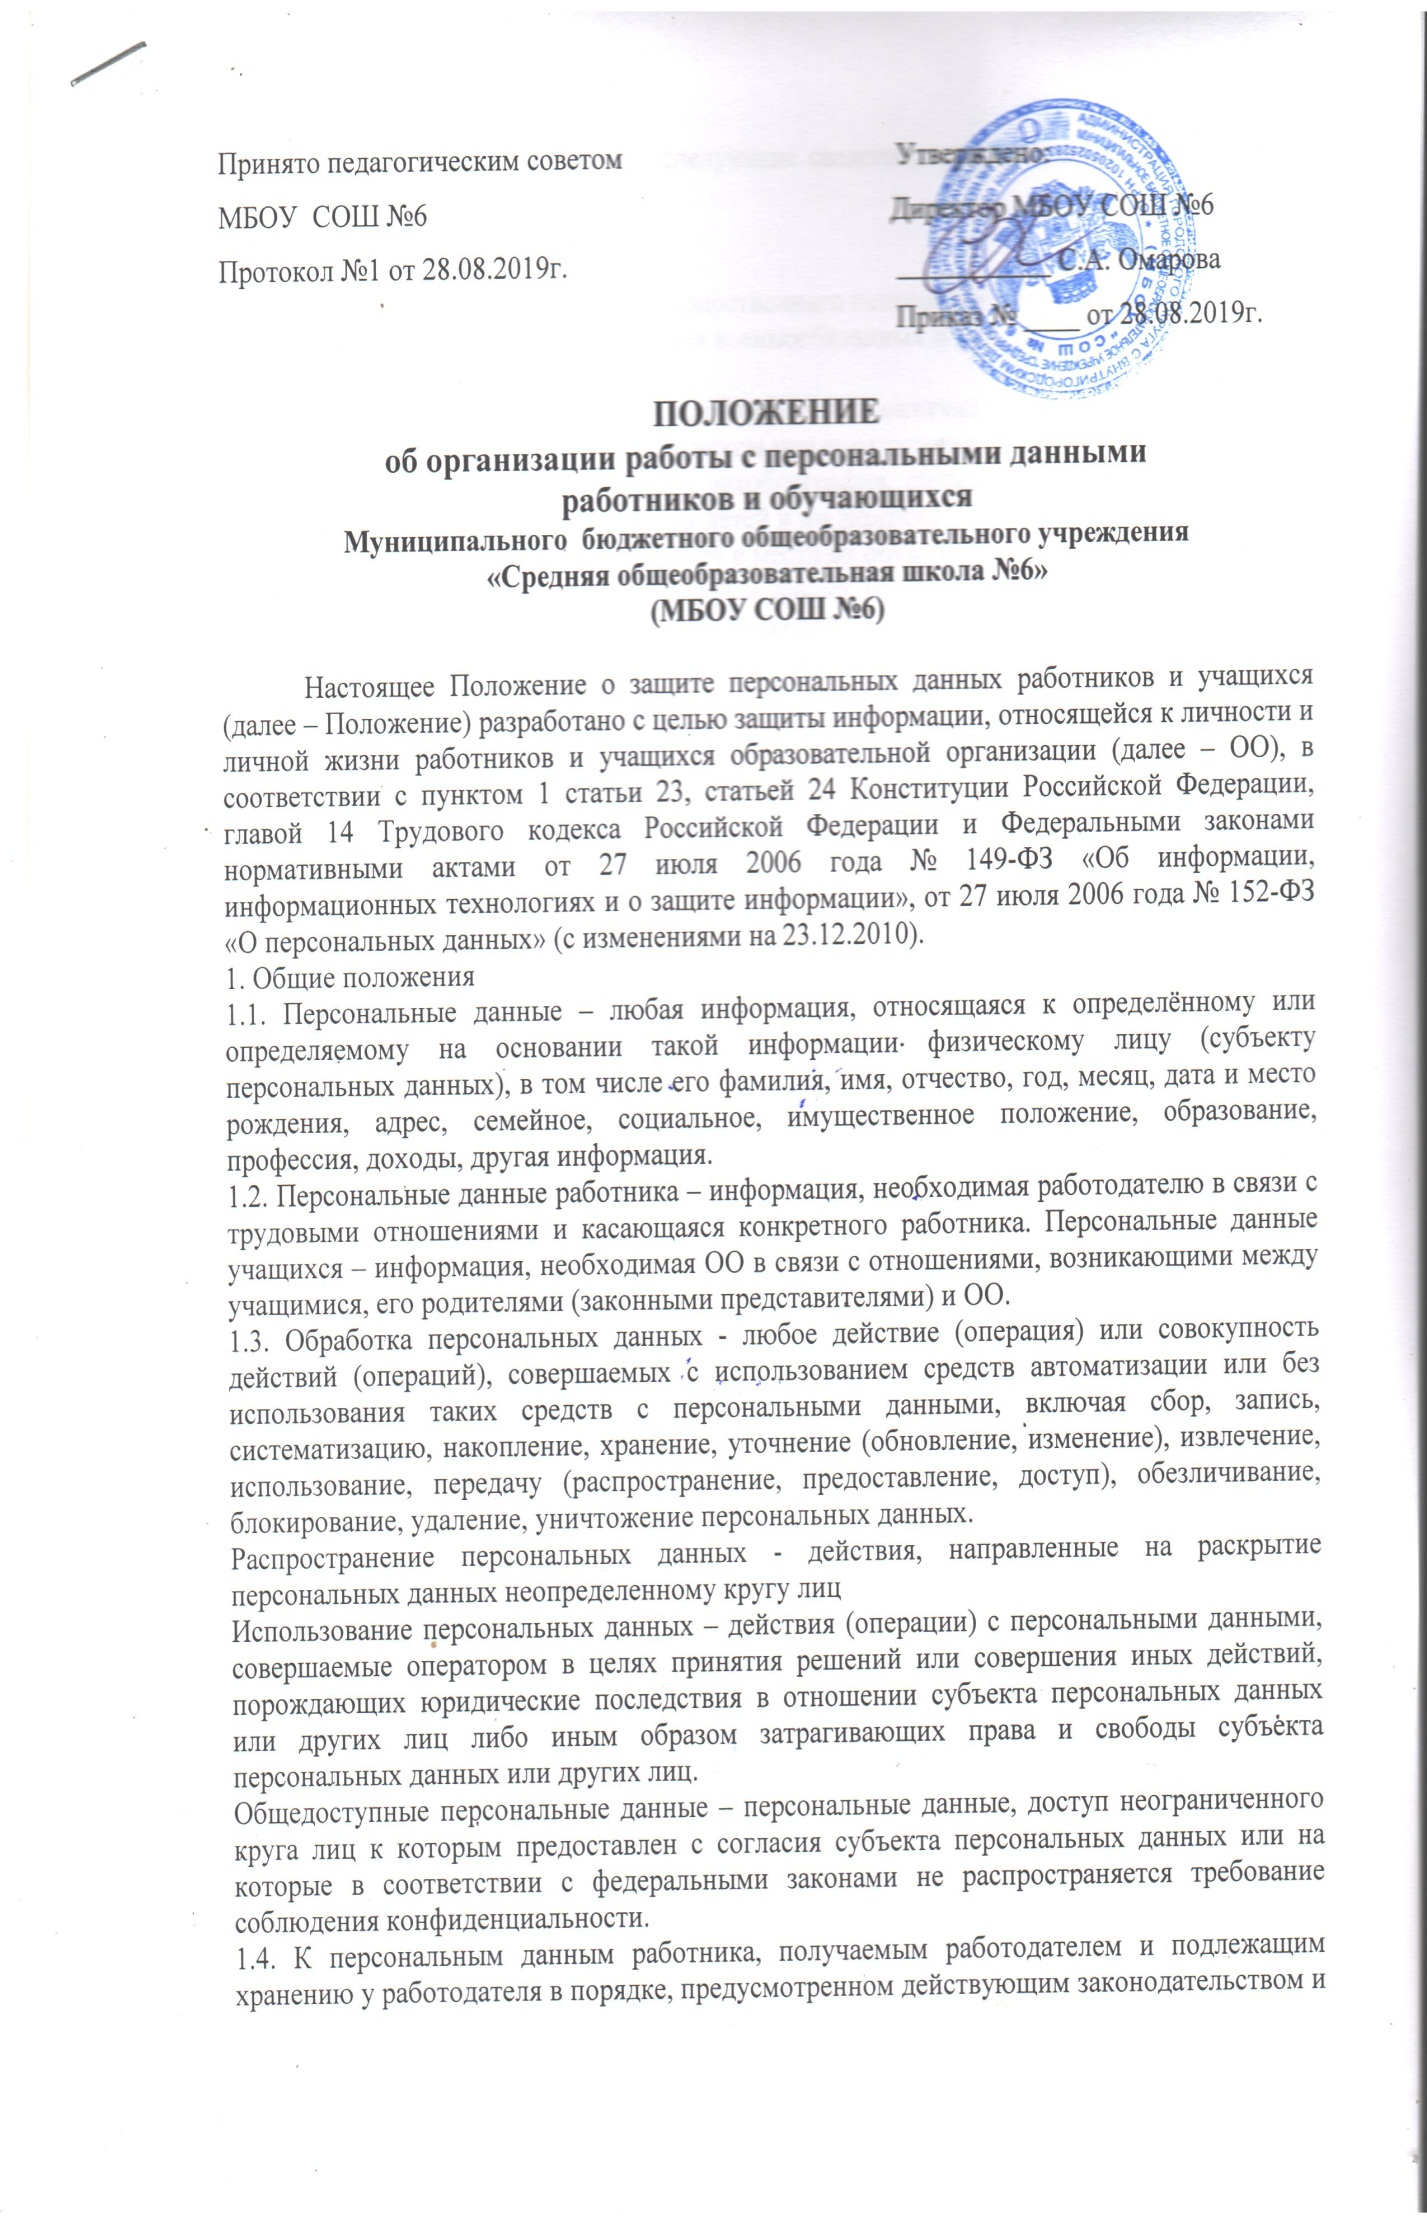 Принято педагогическим советом
МБОУ  СОШ №6
Протокол №1 от 28.08.2019г.
Утверждено:
Директор МБОУ СОШ №6
___________ С.А. Омарова
Приказ № ____ от 28.08.2019г.
ПОЛОЖЕНИЕ
об организации работы с персональными данными
работников и обучающихся
Муниципального  бюджетного общеобразовательного учреждения
«Средняя общеобразовательная школа №6»
(МБОУ СОШ №6)
Настоящее Положение о защите персональных данных работников и учащихся
(далее – Положение) разработано с целью защиты информации, относящейся к личности и
личной жизни работников и учащихся образовательной организации (далее – ОО), в
соответствии с пунктом 1 статьи 23, статьей 24 Конституции Российской Федерации,
главой 14 Трудового кодекса Российской Федерации и Федеральными законами
нормативными актами от 27 июля 2006 года № 149-ФЗ «Об информации,
информационных технологиях и о защите информации», от 27 июля 2006 года № 152-ФЗ
«О персональных данных» (с изменениями на 23.12.2010).
1. Общие положения
1.1. Персональные данные – любая информация, относящаяся к определённому или
определяемому на основании такой информации физическому лицу (субъекту
персональных данных), в том числе его фамилия, имя, отчество, год, месяц, дата и место
рождения, адрес, семейное, социальное, имущественное положение, образование,
профессия, доходы, другая информация.
1.2. Персональные данные работника – информация, необходимая работодателю в связи с
трудовыми отношениями и касающаяся конкретного работника. Персональные данные
учащихся – информация, необходимая ОО в связи с отношениями, возникающими между
учащимися, его родителями (законными представителями) и ОО.
1.3. Обработка персональных данных - любое действие (операция) или совокупность
действий (операций), совершаемых с использованием средств автоматизации или без
использования таких средств с персональными данными, включая сбор, запись,
систематизацию, накопление, хранение, уточнение (обновление, изменение), извлечение,
использование, передачу (распространение, предоставление, доступ), обезличивание,
блокирование, удаление, уничтожение персональных данных.
Распространение персональных данных - действия, направленные на раскрытие
персональных данных неопределенному кругу лиц
Использование персональных данных – действия (операции) с персональными данными,
совершаемые оператором в целях принятия решений или совершения иных действий,
порождающих юридические последствия в отношении субъекта персональных данных
или других лиц либо иным образом затрагивающих права и свободы субъекта
персональных данных или других лиц.
Общедоступные персональные данные – персональные данные, доступ неограниченного
круга лиц к которым предоставлен с согласия субъекта персональных данных или на
которые в соответствии с федеральными законами не распространяется требование
соблюдения конфиденциальности.
1.4. К персональным данным работника, получаемым работодателем и подлежащим
хранению у работодателя в порядке, предусмотренном действующим законодательством и